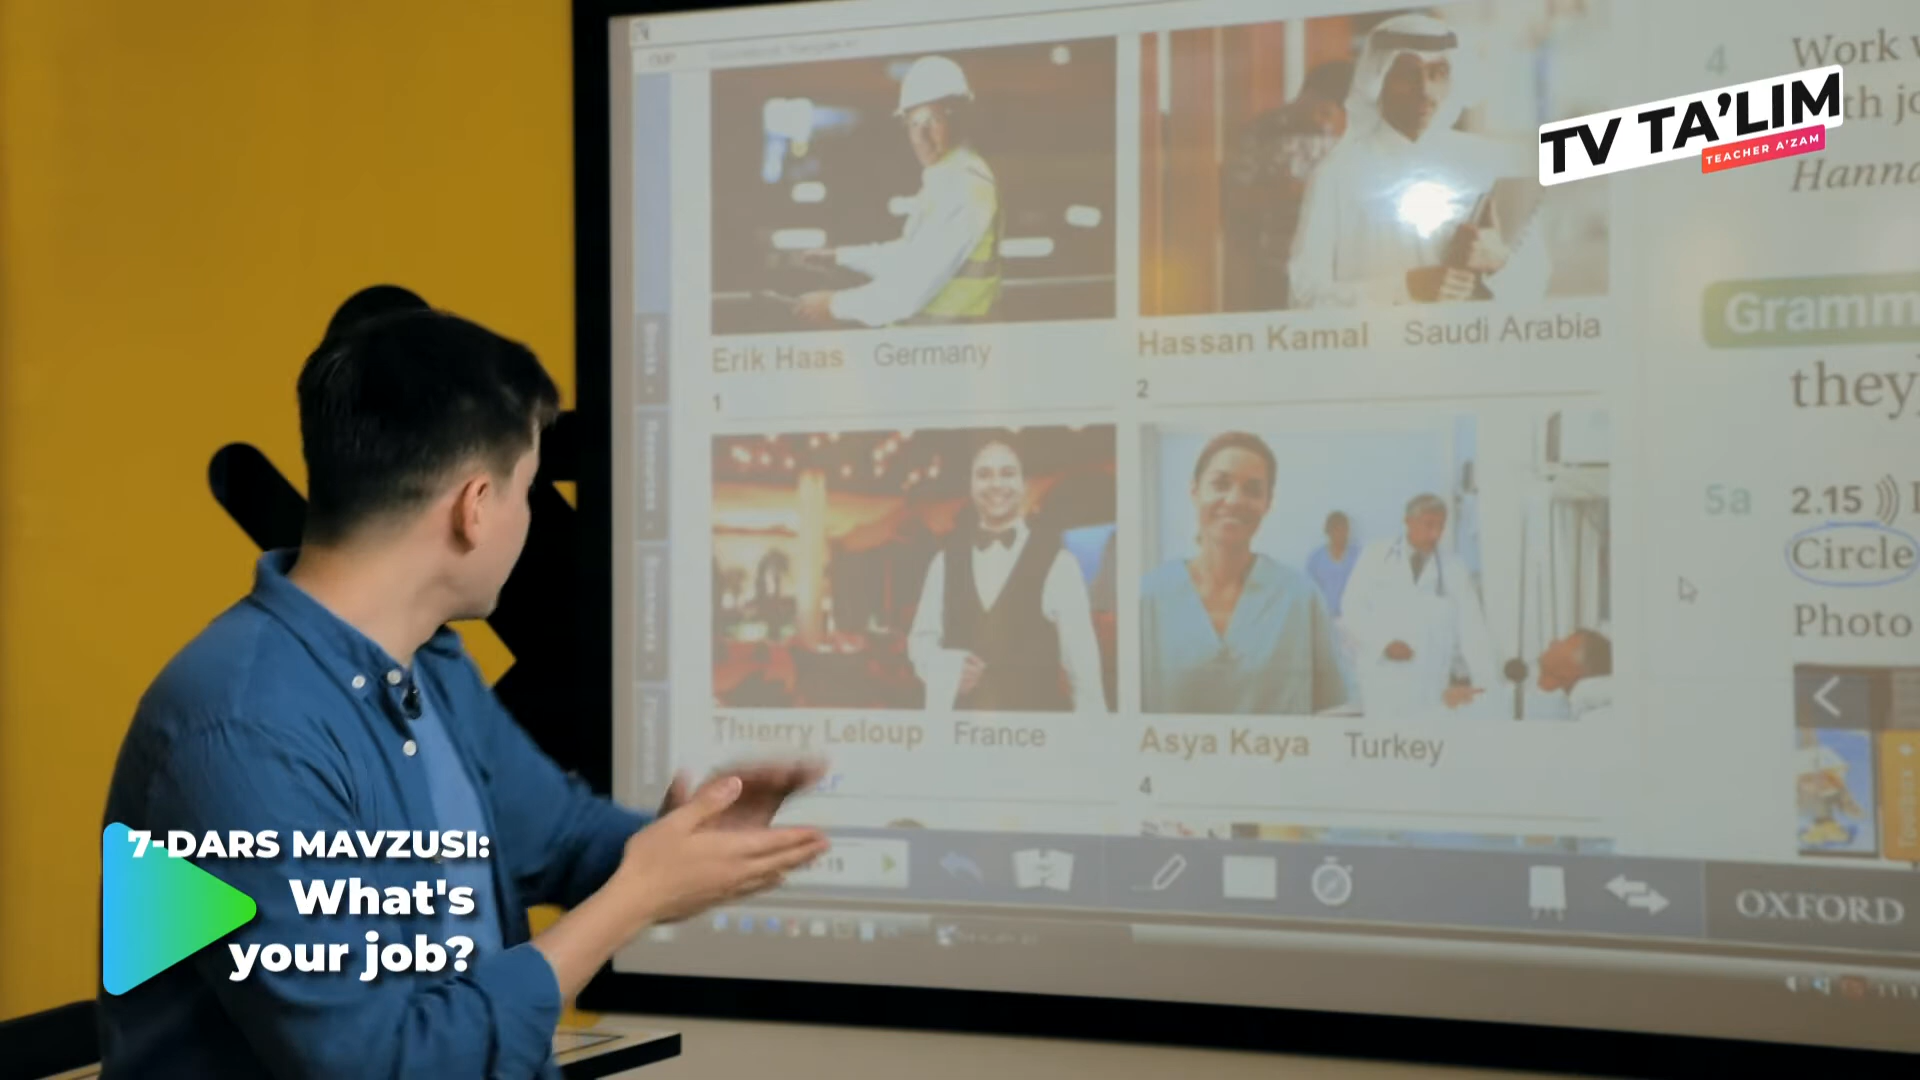 TV TA'LIM
TEACHER A'ZAM
4 Work
th jo
Hanna
Erik Haas Germany
1
Hassan Kamal Saudi Arabia
2
Gramm
they
5a 2.15
Circle
Photo
Thierry Leloup France
Asya Kaya Turkey
4
OXFORD
7-DARS MAVZUSI:
What's
your job?